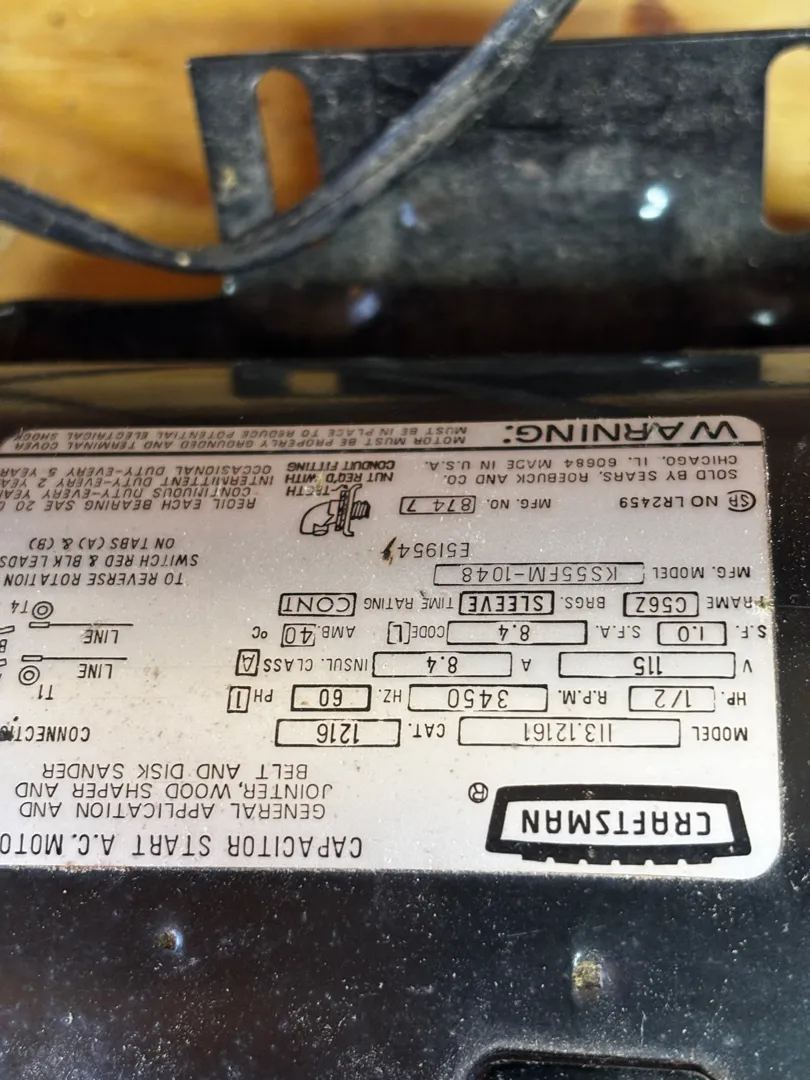 CRAFTSMAN ®
CAPACITOR START A.C. MOTO
GENERAL APPLICATION AND
JOINTER, WOOD SHAPER AND
BELT AND DISK SANDER
MODEL 113.12161 CAT. 1216
HP. 1/2 R.P.M. 3450 HZ. 60 PH 1
V 115 A 8.4 INSUL. CLASS A
S.F. 1.0 S.F.A. 8.4 CODE L AMB. 40 °C
FRAME C56Z BRGS. SLEEVE TIME RATING CONT
MFG. MODEL KS55FM-1048
E51954
SA NO LR2459 MFG. NO. 8747
SOLD BY SEARS, ROEBUCK AND CO.
CHICAGO, IL. 60684 MADE IN U.S.A.
CONNECTI
T1
LINE
LINE
T4
TO REVERSE ROTATION
SWITCH RED & BLK LEADS
ON TABS (A) & (B)
REOIL EACH BEARING SAE 20
CONTINUOUS DUTY-EVERY YEAR
INTERMITTENT DUTY-EVERY 2 YEAR
OCCASIONAL DUTY-EVERY 5 YEAR
NUT REQ'D WITH
CONDUIT FITTING
WARNING:
MOTOR MUST BE PROPERLY GROUNDED AND TERMINAL COVER
MUST BE IN PLACE TO REDUCE POTENTIAL ELECTRICAL SHOCK